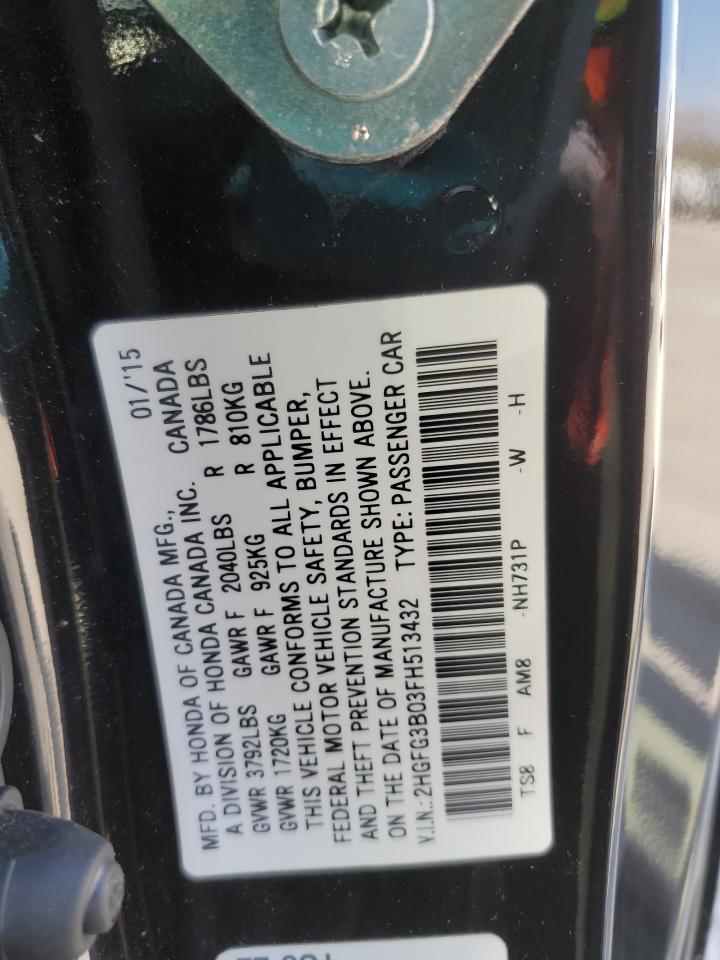 MFD. BY HONDA OF CANADA MFG., 01/'15
A DIVISION OF HONDA CANADA INC. CANADA
GVWR 3792LBS GAWR F 2040LBS R 1786LBS
GVWR 1720KG GAWR F 925KG R 810KG
THIS VEHICLE CONFORMS TO ALL APPLICABLE
FEDERAL MOTOR VEHICLE SAFETY, BUMPER,
AND THEFT PREVENTION STANDARDS IN EFFECT
ON THE DATE OF MANUFACTURE SHOWN ABOVE.
V.I.N.:2HGFG3B03FH513432 TYPE: PASSENGER CAR
TS8 F AM8 -NH731P -W -H